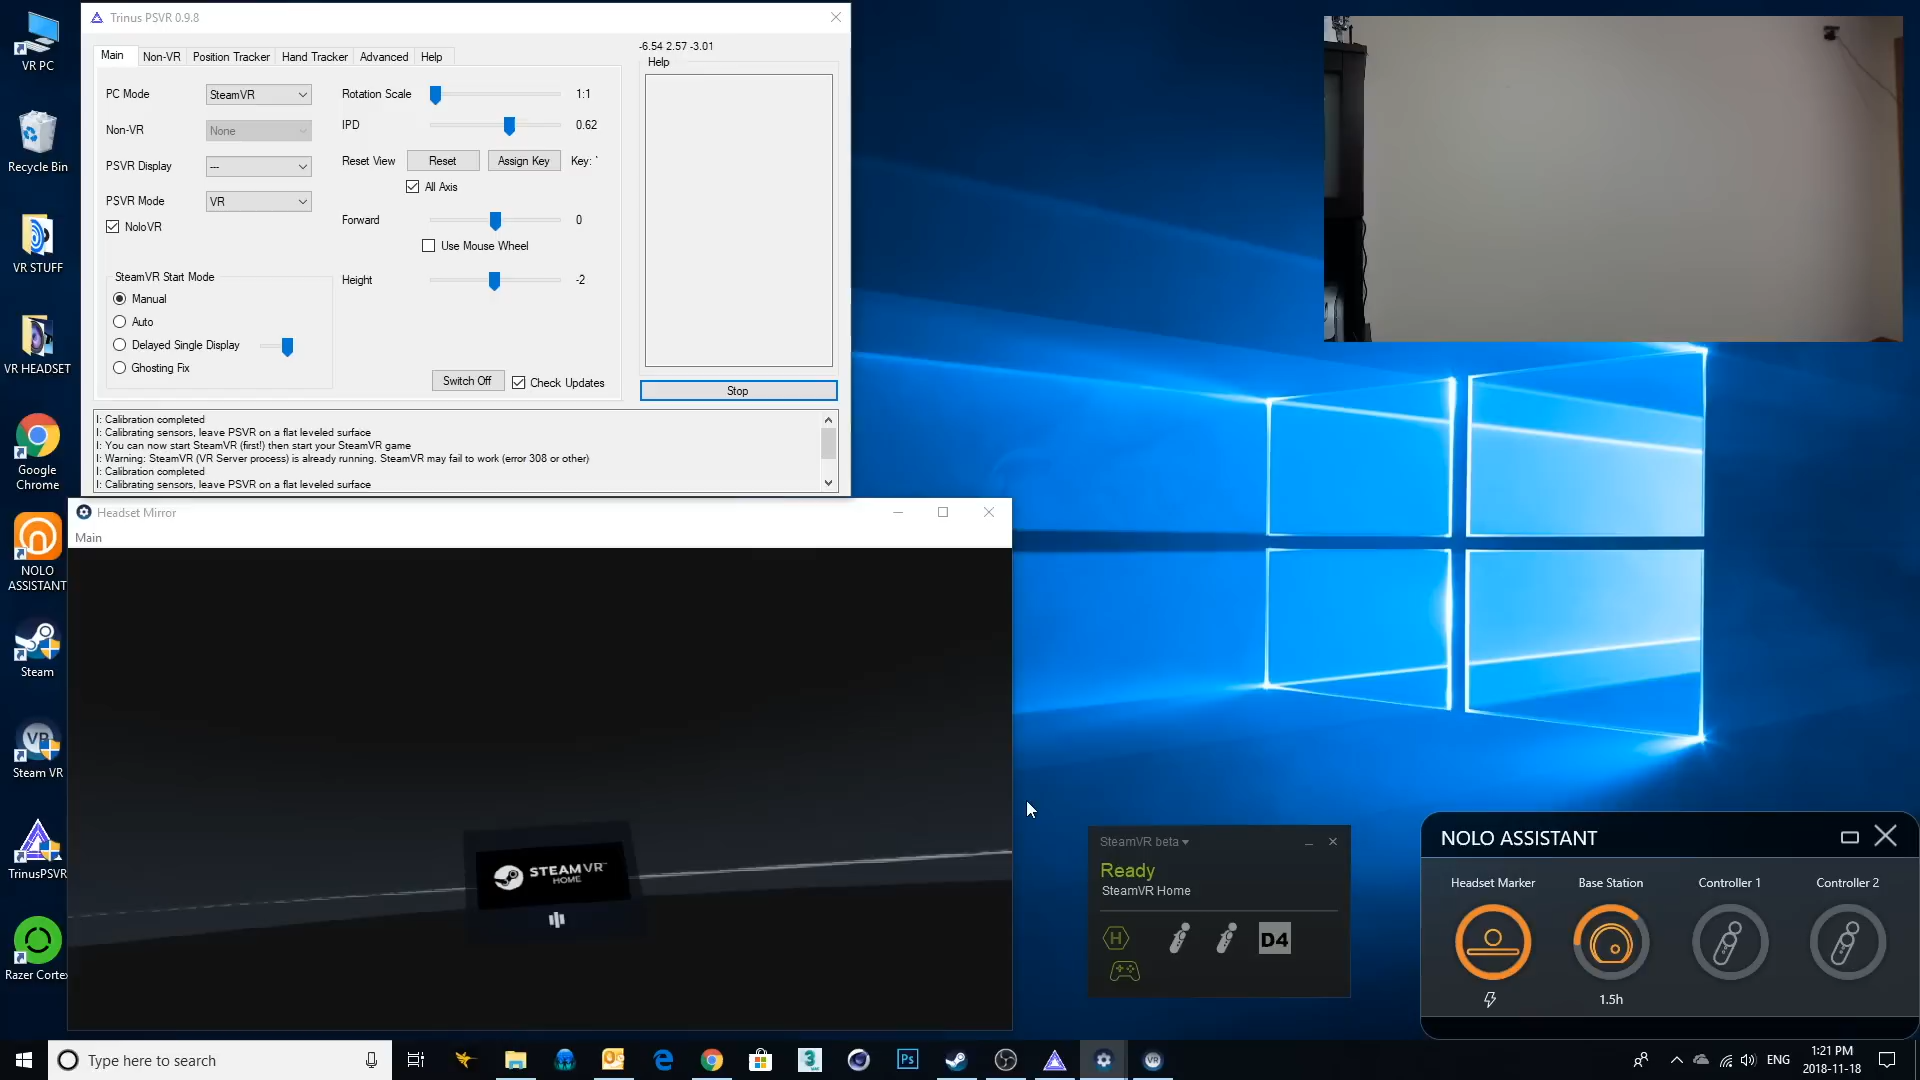 VR PC
Recycle Bin
VR STUFF
VR HEADSET
Google
Chrome
NOLO
ASSISTANT
Steam
VR
Steam VR
TrinusPSVR
Razer Cortex
Trinus PSVR 0.9.8
Main
Non-VR
Position Tracker
Hand Tracker
Advanced
Help
-6.54 2.57 -3.01
Help
PC Mode
SteamVR
Rotation Scale
1:1
Non-VR
None
IPD
0.62
PSVR Display
---
Reset View
Reset
Assign Key
Key: `
All Axis
PSVR Mode
VR
NoloVR
Forward
0
Use Mouse Wheel
Height
-2
SteamVR Start Mode
Manual
Auto
Delayed Single Display
Ghosting Fix
Switch Off
Check Updates
Stop
I: Calibration completed
I: Calibrating sensors, leave PSVR on a flat leveled surface
I: You can now start SteamVR (first!) then start your SteamVR game
I: Warning: SteamVR (VR Server process) is already running. SteamVR may fail to work (error 308 or other)
I: Calibration completed
I: Calibrating sensors, leave PSVR on a flat leveled surface
Headset Mirror
Main
STEAMVR™
HOME
SteamVR beta
Ready
SteamVR Home
H
D4
NOLO ASSISTANT
Headset Marker
Base Station
Controller 1
Controller 2
1.5h
Type here to search
3
Ps
VR
ENG
1:21 PM
2018-11-18